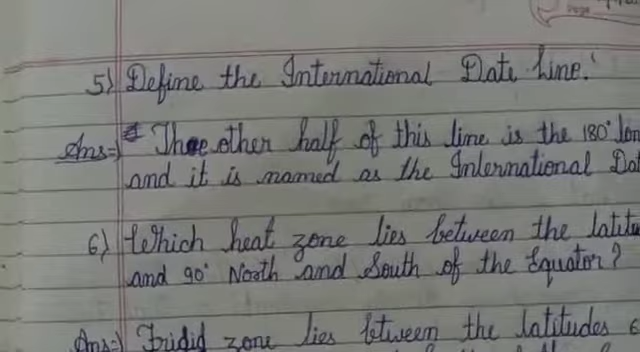 5) Define the International Date Line.
Ans⇒ The other half of this line is the 180°
and it is named as the International
6) Which heat zone lies between the
and 90° North and South of the Equator?
Ans⇒ Fridid zone lies between the latitudes 6